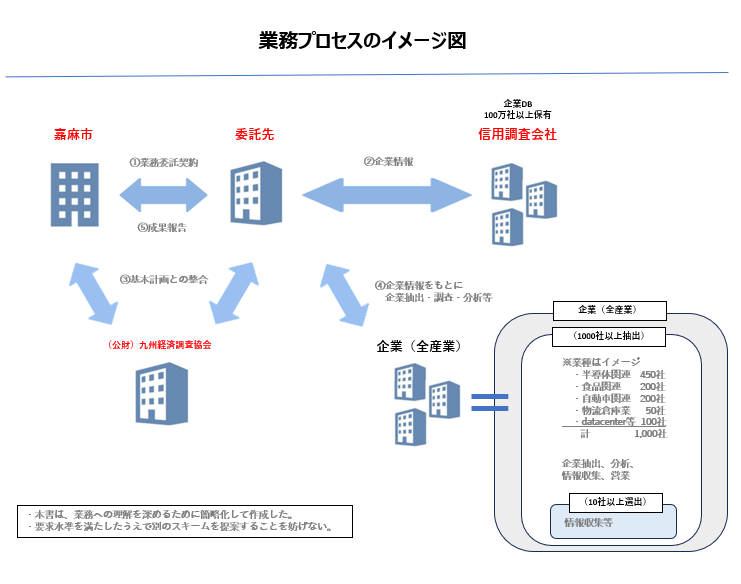 業務プロセスのイメージ図
企業DB
100万社以上保有
嘉麻市
委託先
信用調査会社
①業務委託契約
②企業情報
⑤成果報告
③基本計画との整合
④企業情報をもとに
企業抽出・調査・分析等
（公財）九州経済調査協会
企業（全産業）
企業（全産業）
（1000社以上抽出）
※業種はイメージ
・半導体関連 450社
・食品関連 200社
・自動車関連 200社
・物流倉庫業 50社
・datacenter等 100社
計 1,000社
企業抽出、分析、
情報収集、営業
（10社以上選出）
情報収集等
・本書は、業務への理解を深めるために簡略化して作成した。
・要求水準を満たしたうえで別のスキームを提案することを妨げない。